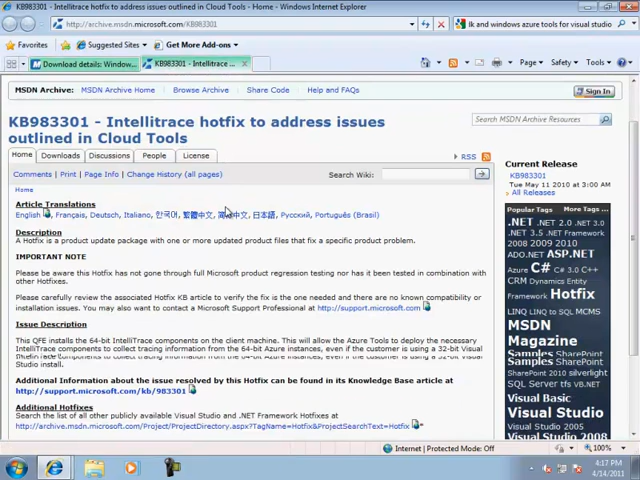 KB983301 - Intellitrace hotfix to address issues outlined in Cloud Tools - Home - Windows Internet Explorer
http://archive.msdn.microsoft.com/KB983301
lk and windows azure tools for visual studio
Favorites Suggested Sites Get More Add-ons
Download details: Window... KB983301 - Intellitrace ... Page Safety Tools
MSDN Archive: MSDN Archive Home Browse Archive Share Code Help and FAQs Sign In
KB983301 - Intellitrace hotfix to address issues
outlined in Cloud Tools
Search MSDN Archive Resources
Home Downloads Discussions People License RSS
Comments Print Page Info Change History (all pages) Search Wiki:
Home
Article Translations
English , Français, Deutsch, Italiano, 한국어, 繁體中文, 简体中文, 日本語, Русский, Português (Brasil)
Description
A Hotfix is a product update package with one or more updated product files that fix a specific product problem.
IMPORTANT NOTE
Please be aware this Hotfix has not gone through full Microsoft product regression testing nor has it been tested in combination with
other Hotfixes.
Please carefully review the associated Hotfix KB article to verify the fix is the one needed and there are no known compatibility or
installation issues. You may also want to contact a Microsoft Support Professional at http://support.microsoft.com .
Issue Description
This QFE installs the 64-bit IntelliTrace components on the client machine. This will allow the Azure Tools to deploy the necessary
IntelliTrace components to collect tracing information from the 64-bit Azure instances, even if the customer is using a 32-bit Visual
Studio install.
Additional Information about the issue resolved by this Hotfix can be found in its Knowledge Base article at
http://support.microsoft.com/kb/983301
Additional Hotfixes
Search the list of all other publicly available Visual Studio and .NET Framework Hotfixes at
http://archive.msdn.microsoft.com/Project/ProjectDirectory.aspx?TagName=Hotfix&ProjectSearchText=Hotfix *
Current Release
KB983301
Tue May 11 2010 at 3:00AM
All Resources
Popular Tags More Tags ...
.NET .NET 2.0 .NET 3.0
.NET 3.5 .NET Framework
2008 2009 2010
ADO.NET ASP.NET
Azure C# C# 3.0 C++
CRM Dynamics Entity
Framework Hotfix
LINQ LINQ to SQL MCMS
MSDN
Magazine
Samples SharePoint
SharePoint 2010 silverlight
SQL Server tfs VB.NET
Visual Basic
Visual Studio
Visual Studio 2008
Internet | Protected Mode: Off 100%
4:17 PM
4/14/2011